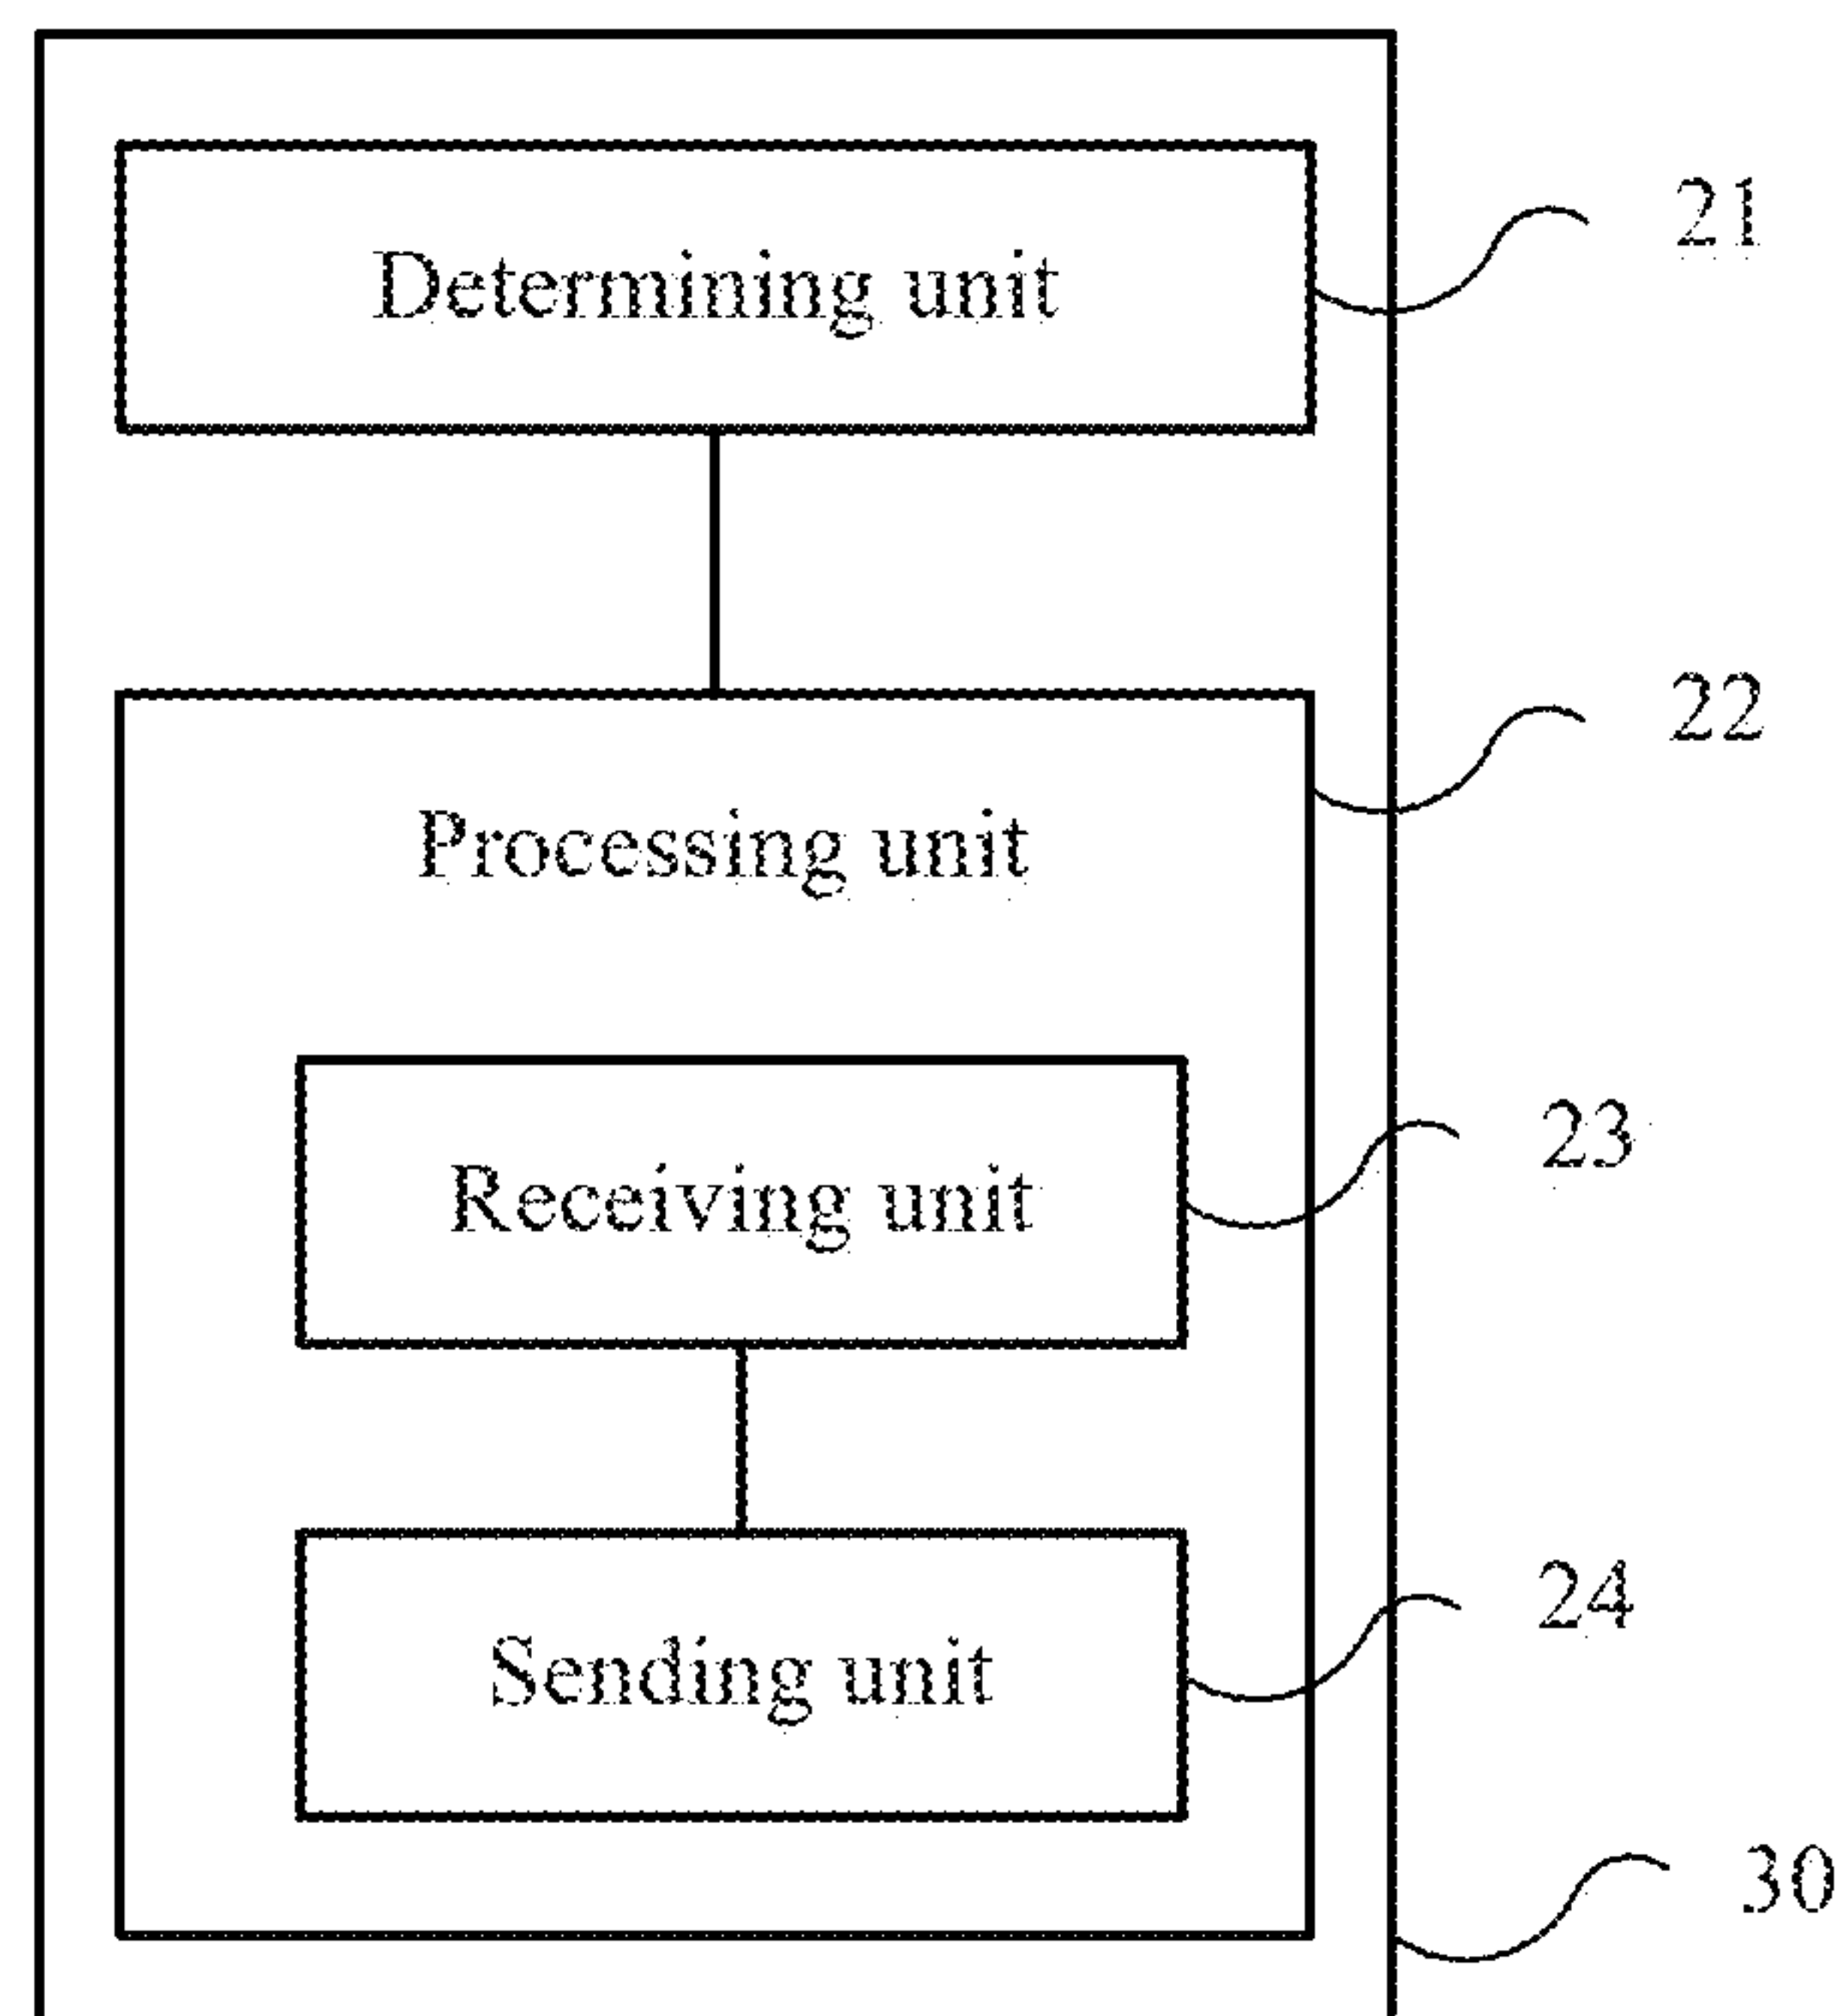 21
Determining unit
22
Processing unit
23
Receiving unit
24
Sending unit
30